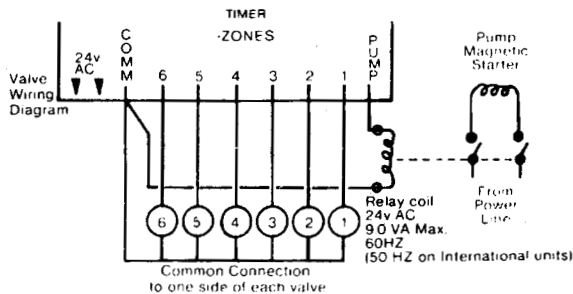 TIMER
-ZONES
24v
AC
COMM
6 5 4 3 2 1
PUMP
Valve
Wiring
Diagram
Pump
Magnetic
Starter
6 5 4 3 2 1
Relay coil
24v AC
9.0 VA Max.
60HZ
(50 HZ on International units)
From
Power
Line
Common Connection
to one side of each valve